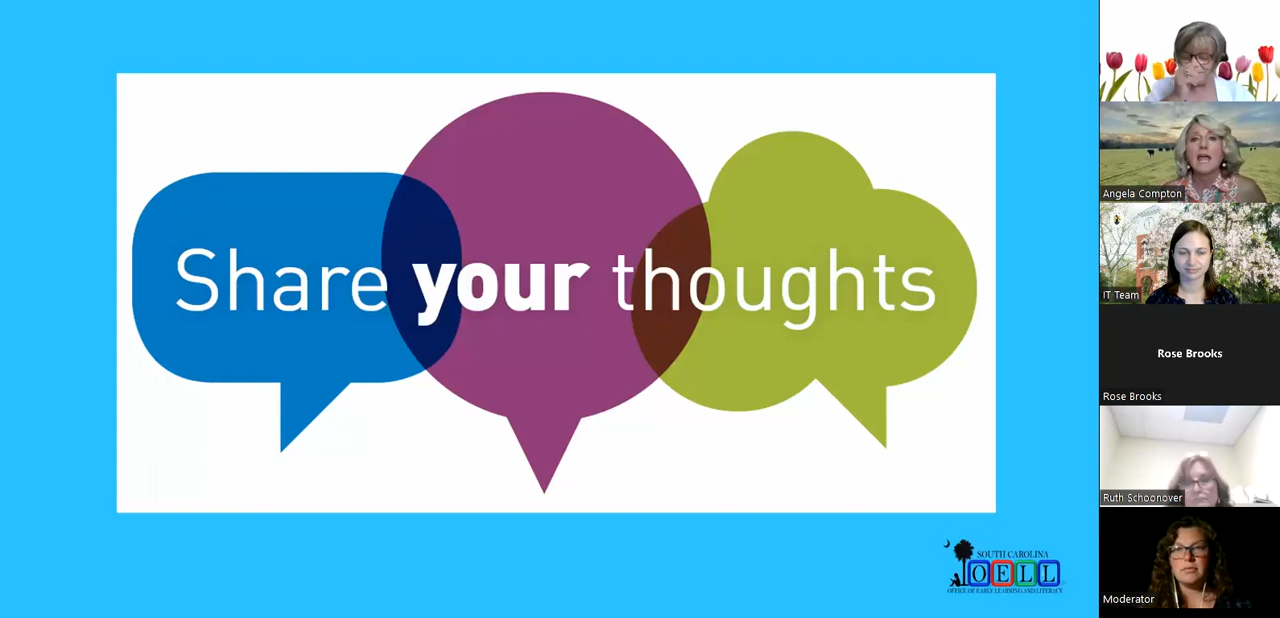 Share your thoughts
SOUTH CAROLINA
OELL
OFFICE OF EARLY LEARNING AND LITERACY
Angela Compton
IT Team
Rose Brooks
Rose Brooks
Ruth Schoonover
Moderator